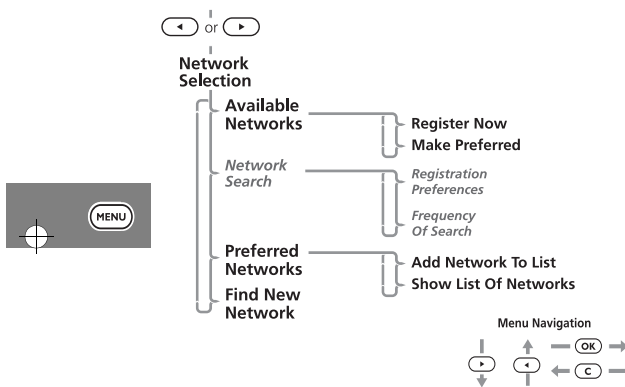 or
Network
Selection
Available
Networks
Register Now
Make Preferred
Network
Search
Registration
Preferences
Frequency
Of Search
MENU
Preferred
Networks
Add Network To List
Show List Of Networks
Find New
Network
Menu Navigation
OK
C